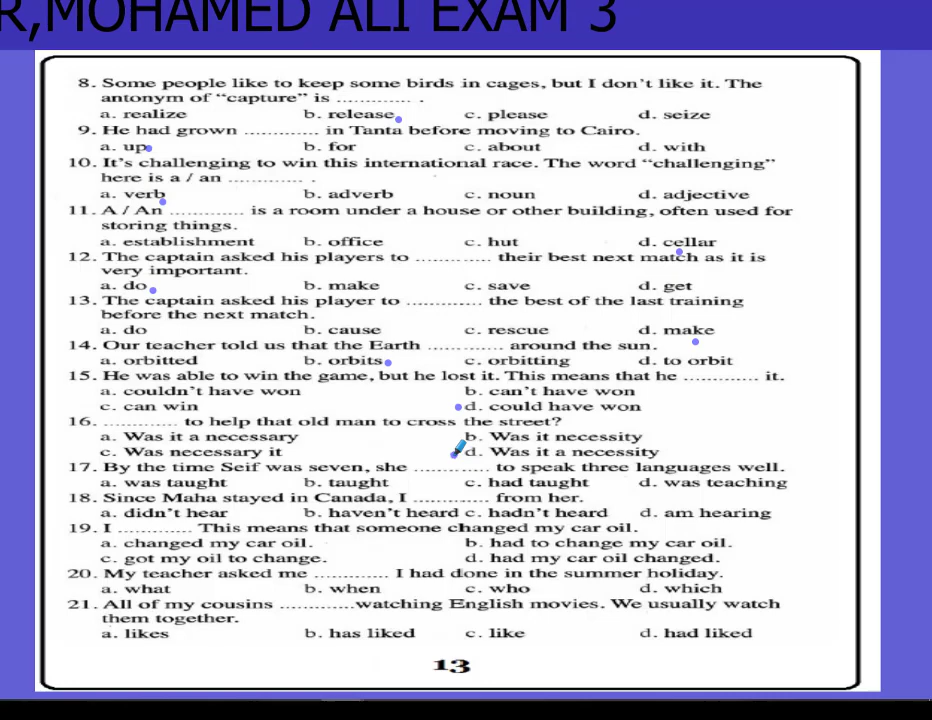 R,MOHAMED ALI EXAM 3
8. Some people like to keep some birds in cages, but I don't like it. The
antonym of "capture" is ............. .
a. realize b. release c. please d. seize
9. He had grown ............. in Tanta before moving to Cairo.
a. up b. for c. about d. with
10. It's challenging to win this international race. The word "challenging"
here is a / an ............. .
a. verb b. adverb c. noun d. adjective
11. A / An ............. is a room under a house or other building, often used for
storing things.
a. establishment b. office c. hut d. cellar
12. The captain asked his players to ............. their best next match as it is
very important.
a. do b. make c. save d. get
13. The captain asked his player to ............. the best of the last training
before the next match.
a. do b. cause c. rescue d. make
14. Our teacher told us that the Earth ............. around the sun.
a. orbitted b. orbits c. orbitting d. to orbit
15. He was able to win the game, but he lost it. This means that he ............. it.
a. couldn't have won b. can't have won
c. can win d. could have won
16. ............. to help that old man to cross the street?
a. Was it a necessary b. Was it necessity
c. Was necessary it d. Was it a necessity
17. By the time Seif was seven, she ............. to speak three languages well.
a. was taught b. taught c. had taught d. was teaching
18. Since Maha stayed in Canada, I ............. from her.
a. didn't hear b. haven't heard c. hadn't heard d. am hearing
19. I ............. This means that someone changed my car oil.
a. changed my car oil. b. had to change my car oil.
c. got my oil to change. d. had my car oil changed.
20. My teacher asked me ............. I had done in the summer holiday.
a. what b. when c. who d. which
21. All of my cousins .............watching English movies. We usually watch
them together.
a. likes b. has liked c. like d. had liked
13